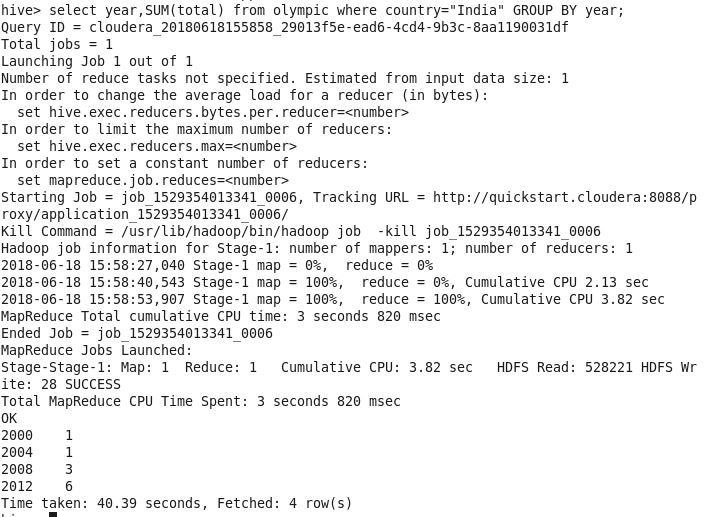 hive> select year,SUM(total) from olympic where country="India" GROUP BY year;
Query ID = cloudera_20180618155858_29013f5e-ead6-4cd4-9b3c-8aa1190031df
Total jobs = 1
Launching Job 1 out of 1
Number of reduce tasks not specified. Estimated from input data size: 1
In order to change the average load for a reducer (in bytes):
  set hive.exec.reducers.bytes.per.reducer=<number>
In order to limit the maximum number of reducers:
  set hive.exec.reducers.max=<number>
In order to set a constant number of reducers:
  set mapreduce.job.reduces=<number>
Starting Job = job_1529354013341_0006, Tracking URL = http://quickstart.cloudera:8088/p
roxy/application_1529354013341_0006/
Kill Command = /usr/lib/hadoop/bin/hadoop job  -kill job_1529354013341_0006
Hadoop job information for Stage-1: number of mappers: 1; number of reducers: 1
2018-06-18 15:58:27,040 Stage-1 map = 0%,  reduce = 0%
2018-06-18 15:58:40,543 Stage-1 map = 100%,  reduce = 0%, Cumulative CPU 2.13 sec
2018-06-18 15:58:53,907 Stage-1 map = 100%,  reduce = 100%, Cumulative CPU 3.82 sec
MapReduce Total cumulative CPU time: 3 seconds 820 msec
Ended Job = job_1529354013341_0006
MapReduce Jobs Launched:
Stage-Stage-1: Map: 1  Reduce: 1   Cumulative CPU: 3.82 sec   HDFS Read: 528221 HDFS Wr
ite: 28 SUCCESS
Total MapReduce CPU Time Spent: 3 seconds 820 msec
OK
2000	1
2004	1
2008	3
2012	6
Time taken: 40.39 seconds, Fetched: 4 row(s)